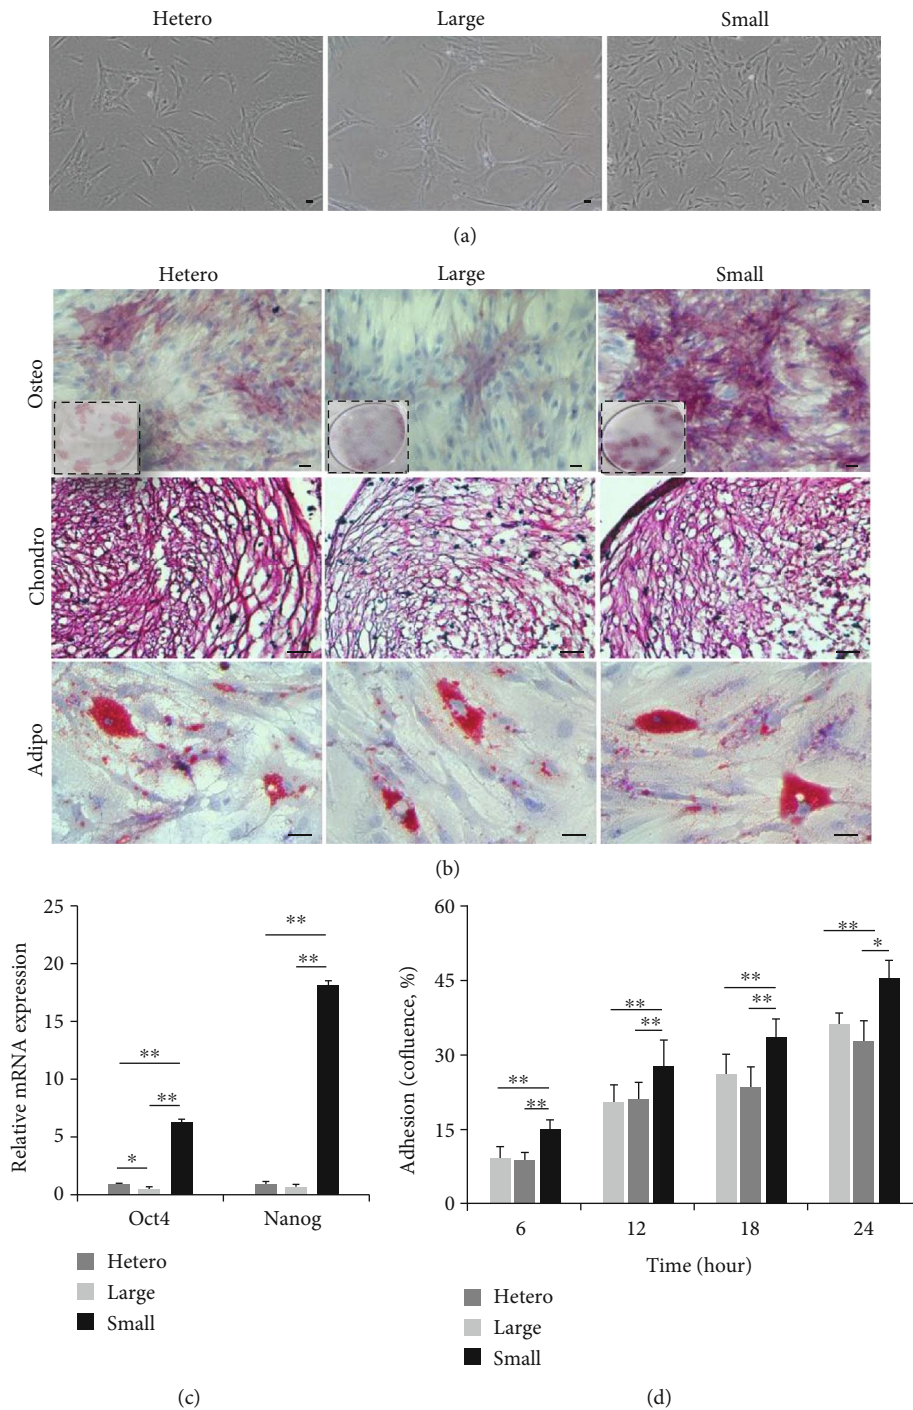 Hetero Large Small
(a)
Hetero Large Small
Osteo
Chondro
Adipo
(b)
25
20
15
10
5
0
Relative mRNA expression
** ** ** ** *
Oct4 Nanog
Hetero
Large
Small
(c)
60
45
30
15
0
Adhesion (cofluence, %)
** ** ** ** ** ** ** *
6 12 18 24
Time (hour)
Hetero
Large
Small
(d)